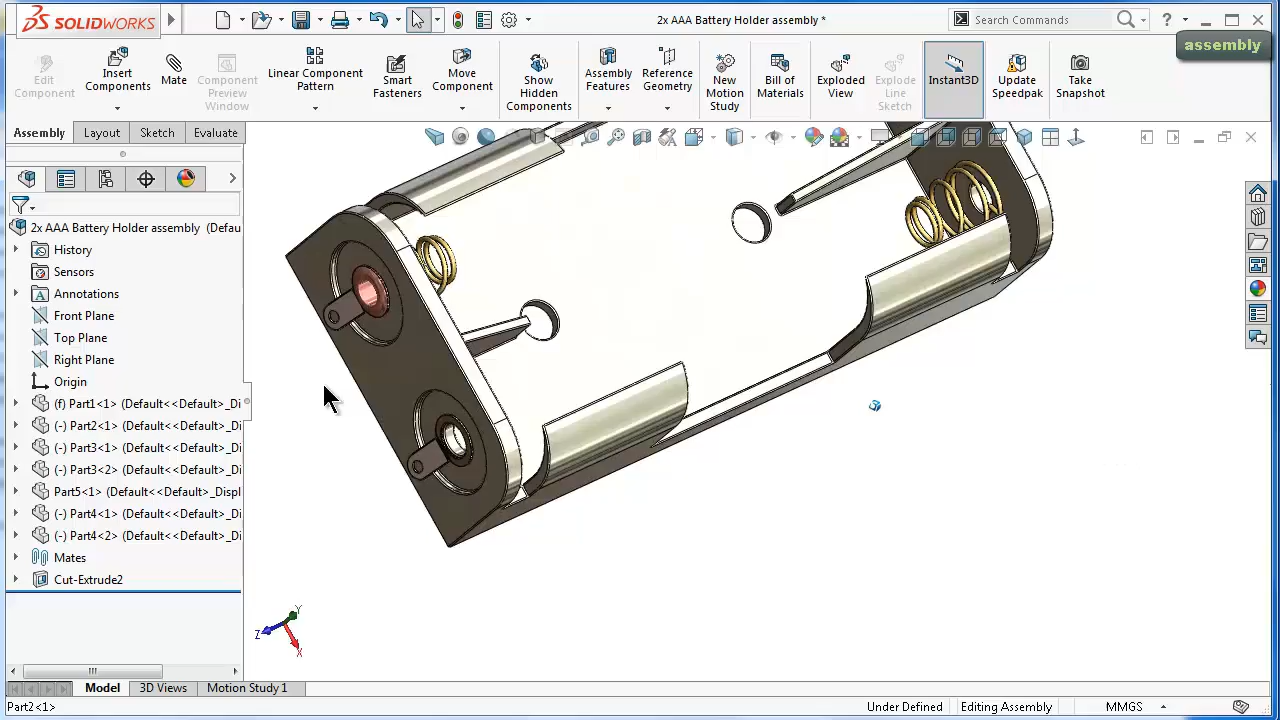 SOLIDWORKS
2x AAA Battery Holder assembly *
Search Commands
?
assembly
Edit Component
Insert Components
Mate
Component Preview Window
Linear Component Pattern
Smart Fasteners
Move Component
Show Hidden Components
Assembly Features
Reference Geometry
New Motion Study
Bill of Materials
Exploded View
Explode Line Sketch
Instant3D
Update Speedpak
Take Snapshot
Assembly
Layout
Sketch
Evaluate
2x AAA Battery Holder assembly (Defau
History
Sensors
Annotations
Front Plane
Top Plane
Right Plane
Origin
(f) Part1<1> (Default<<Default>_Di
(-) Part2<1> (Default<<Default>_Di
(-) Part3<1> (Default<<Default>_Di
(-) Part3<2> (Default<<Default>_Di
Part5<1> (Default<<Default>_Displ
(-) Part4<1> (Default<<Default>_Di
(-) Part4<2> (Default<<Default>_Di
Mates
Cut-Extrude2
Y
Z
X
Model
3D Views
Motion Study 1
Part2<1>
Under Defined
Editing Assembly
MMGS